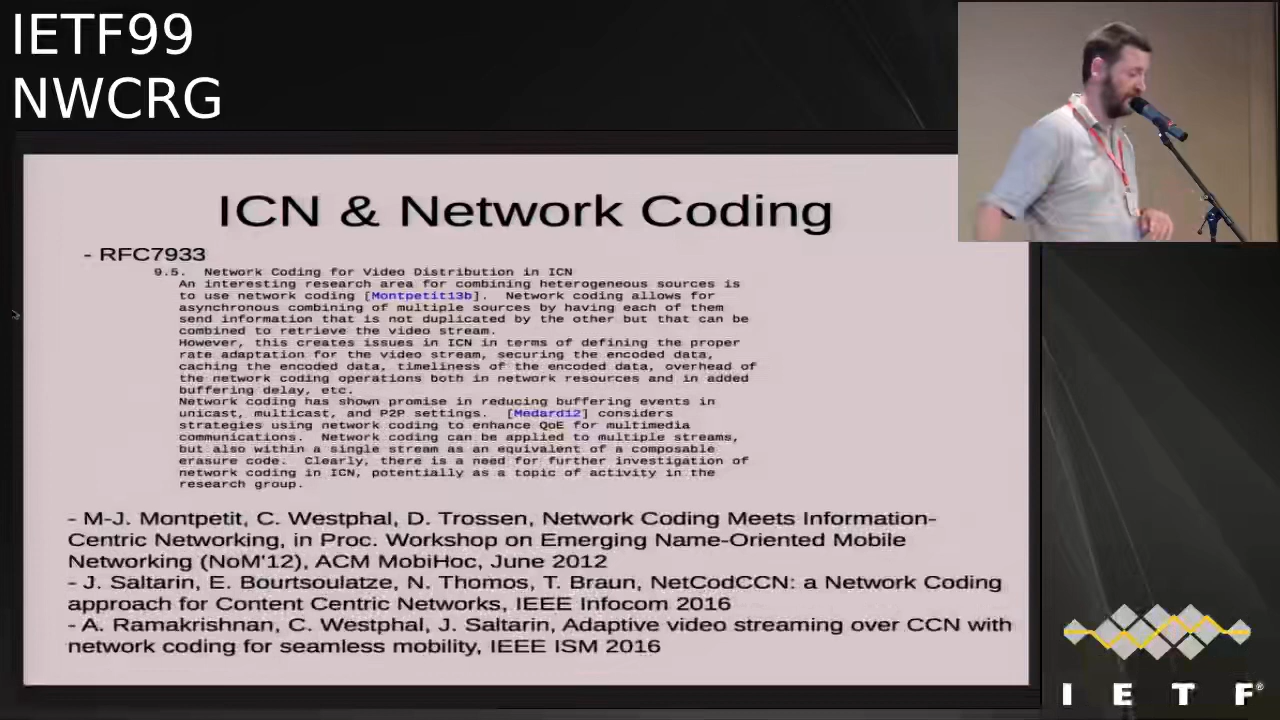 IETF99
NWCRG
ICN & Network Coding
- RFC7933
9.5. Network Coding for Video Distribution in ICN
An interesting research area for combining heterogeneous sources is
to use network coding [Montpetit13b]. Network coding allows for
asynchronous combining of multiple sources by having each of them
send information that is not duplicated by the other but that can be
combined to retrieve the video stream.
However, this creates issues in ICN in terms of defining the proper
rate adaptation for the video stream, securing the encoded data,
caching the encoded data, timeliness of the encoded data, overhead of
the network coding operations both in network resources and in added
buffering delay, etc.
Network coding has shown promise in reducing buffering events in
unicast, multicast, and P2P settings. [Medard12] considers
strategies using network coding to enhance QoE for multimedia
communications. Network coding can be applied to multiple streams,
but also within a single stream as an equivalent of a composable
erasure code. Clearly, there is a need for further investigation of
network coding in ICN, potentially as a topic of activity in the
research group.
- M-J. Montpetit, C. Westphal, D. Trossen, Network Coding Meets Information-
Centric Networking, in Proc. Workshop on Emerging Name-Oriented Mobile
Networking (NoM'12), ACM MobiHoc, June 2012
- J. Saltarin, E. Bourtsoulatze, N. Thomos, T. Braun, NetCodCCN: a Network Coding
approach for Content Centric Networks, IEEE Infocom 2016
- A. Ramakrishnan, C. Westphal, J. Saltarin, Adaptive video streaming over CCN with
network coding for seamless mobility, IEEE ISM 2016
I E T F®